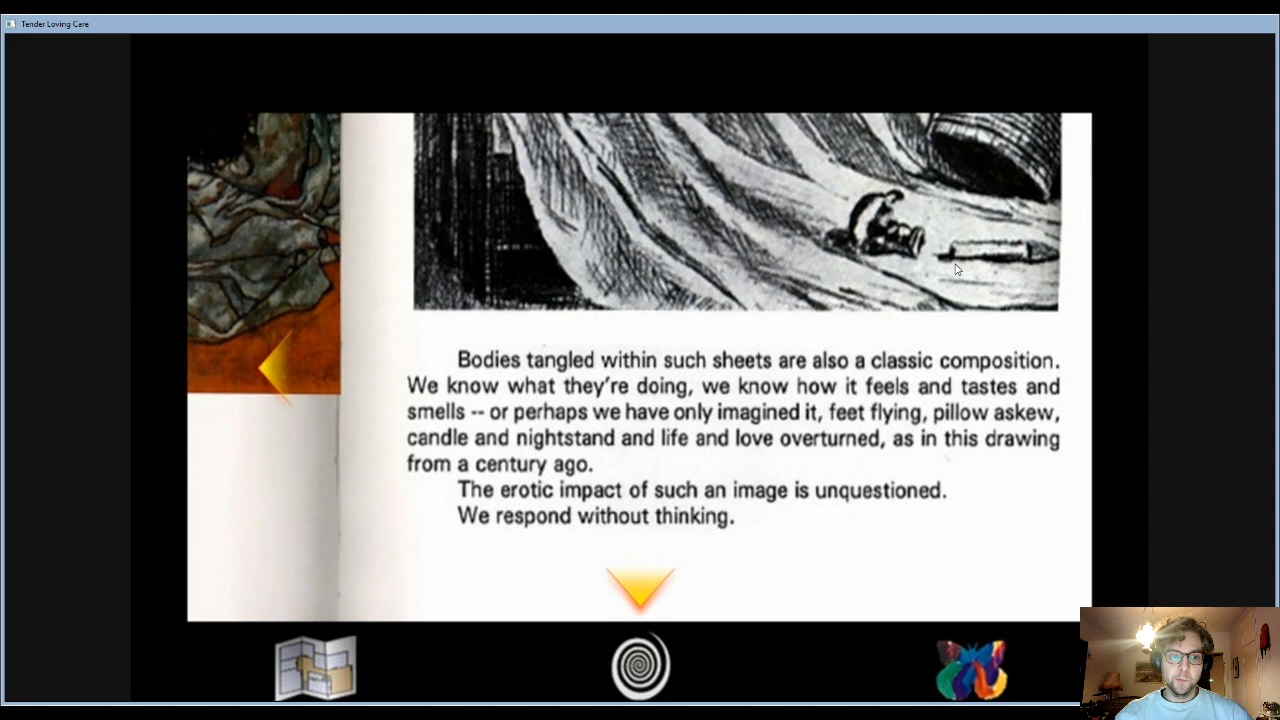 Tender Loving Care
Bodies tangled within such sheets are also a classic composition.
We know what they're doing, we know how it feels and tastes and
smells -- or perhaps we have only imagined it, feet flying, pillow askew,
candle and nightstand and life and love overturned, as in this drawing
from a century ago.
The erotic impact of such an image is unquestioned.
We respond without thinking.